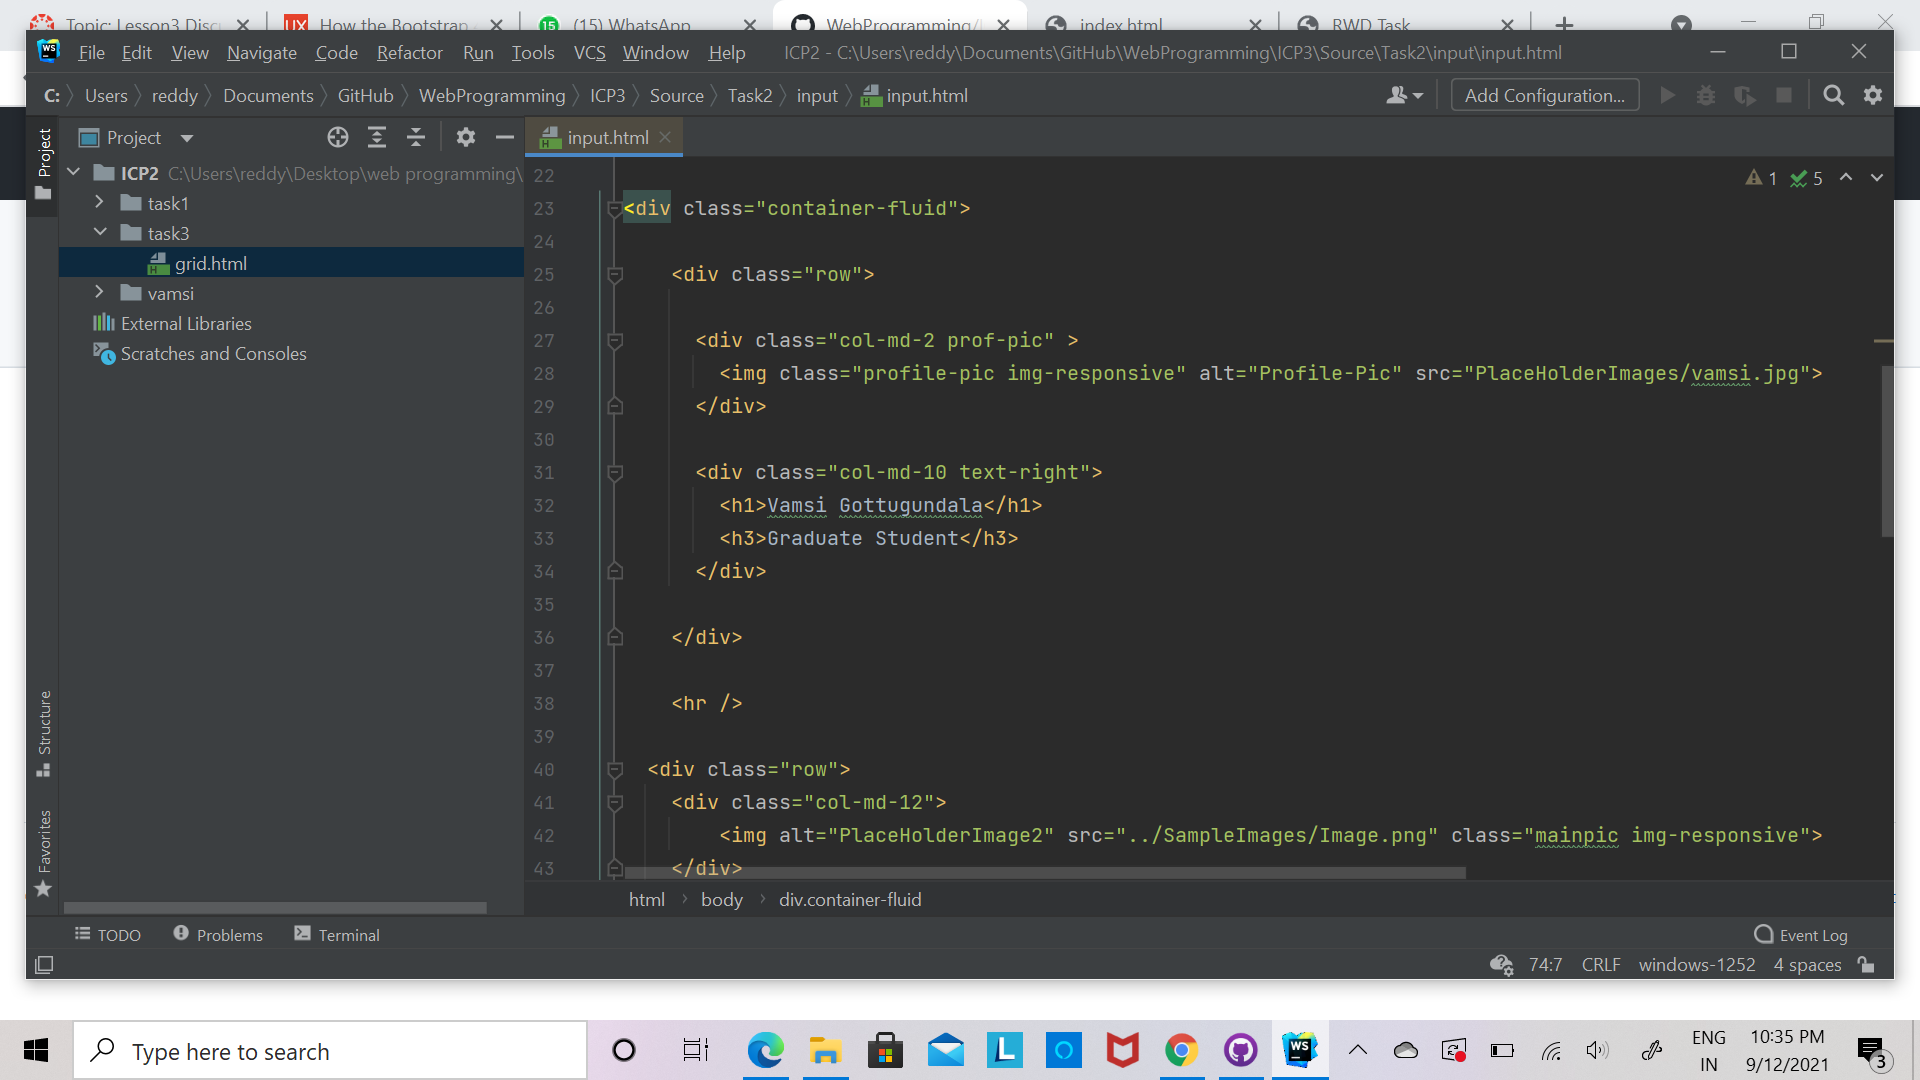 Topic: Lesson3 Discu
UX How the Bootstrap
15 (15) WhatsApp
WebProgramming/I
index.html
RWD Task
WS File Edit View Navigate Code Refactor Run Tools VCS Window Help ICP2 - C:\Users\reddy\Documents\GitHub\WebProgramming\ICP3\Source\Task2\input\input.html
C: Users reddy Documents GitHub WebProgramming ICP3 Source Task2 input input.html Add Configuration...
Project
Project
input.html
ICP2 C:\Users\reddy\Desktop\web programming\
task1
task3
grid.html
vamsi
External Libraries
Scratches and Consoles
Structure
Favorites
1 5
22
23 <div class="container-fluid">
24
25 <div class="row">
26
27 <div class="col-md-2 prof-pic" >
28 <img class="profile-pic img-responsive" alt="Profile-Pic" src="PlaceHolderImages/vamsi.jpg">
29 </div>
30
31 <div class="col-md-10 text-right">
32 <h1>Vamsi Gottugundala</h1>
33 <h3>Graduate Student</h3>
34 </div>
35
36 </div>
37
38 <hr />
39
40 <div class="row">
41 <div class="col-md-12">
42 <img alt="PlaceHolderImage2" src="../SampleImages/Image.png" class="mainpic img-responsive">
43 </div>
html body div.container-fluid
TODO Problems Terminal Event Log
74:7 CRLF windows-1252 4 spaces
Type here to search
L
WS
ENG
IN
10:35 PM
9/12/2021
3